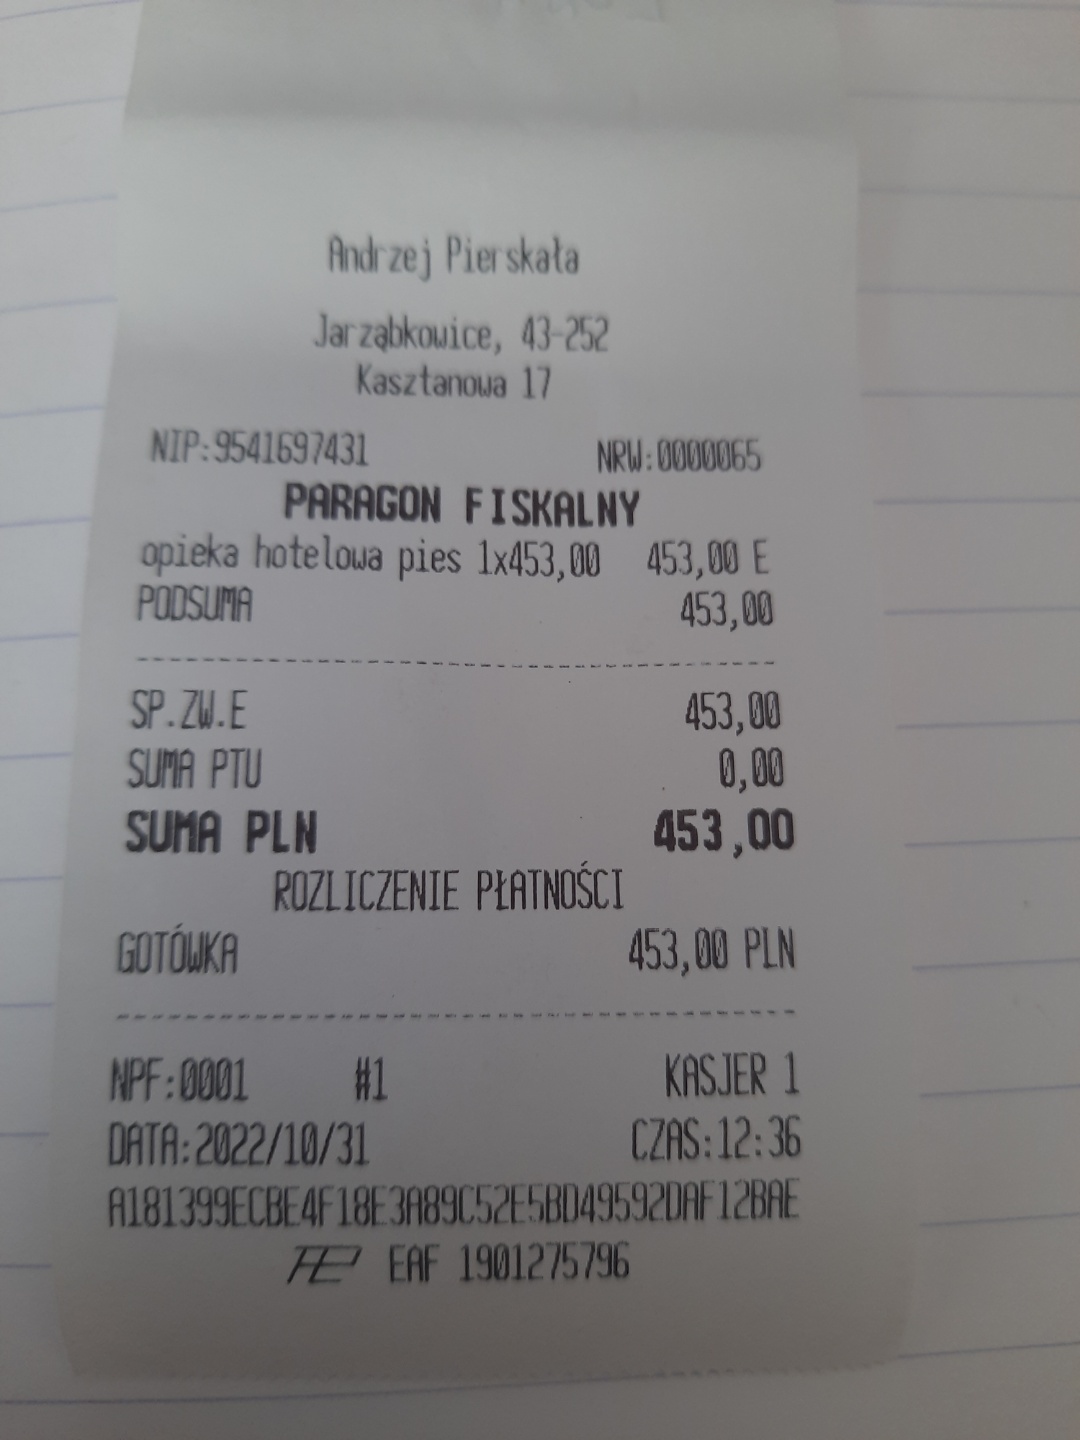 Andrzej Pierskała
Jarząbkowice, 43-252
Kasztanowa 17
NIP:9541697431 NRW:0000065
PARAGON FISKALNY
opieka hotelowa pies 1x453,00 453,00 E
PODSUMA 453,00
SP.ZW.E 453,00
SUMA PTU 0,00
SUMA PLN 453,00
ROZLICZENIE PŁATNOŚCI
GOTÓWKA 453,00 PLN
NPF:0001 #1 KASJER 1
DATA:2022/10/31 CZAS:12:36
A181399ECBE4F18E3A89C52E5BD49592DAF12BAE
EAF 1901275796